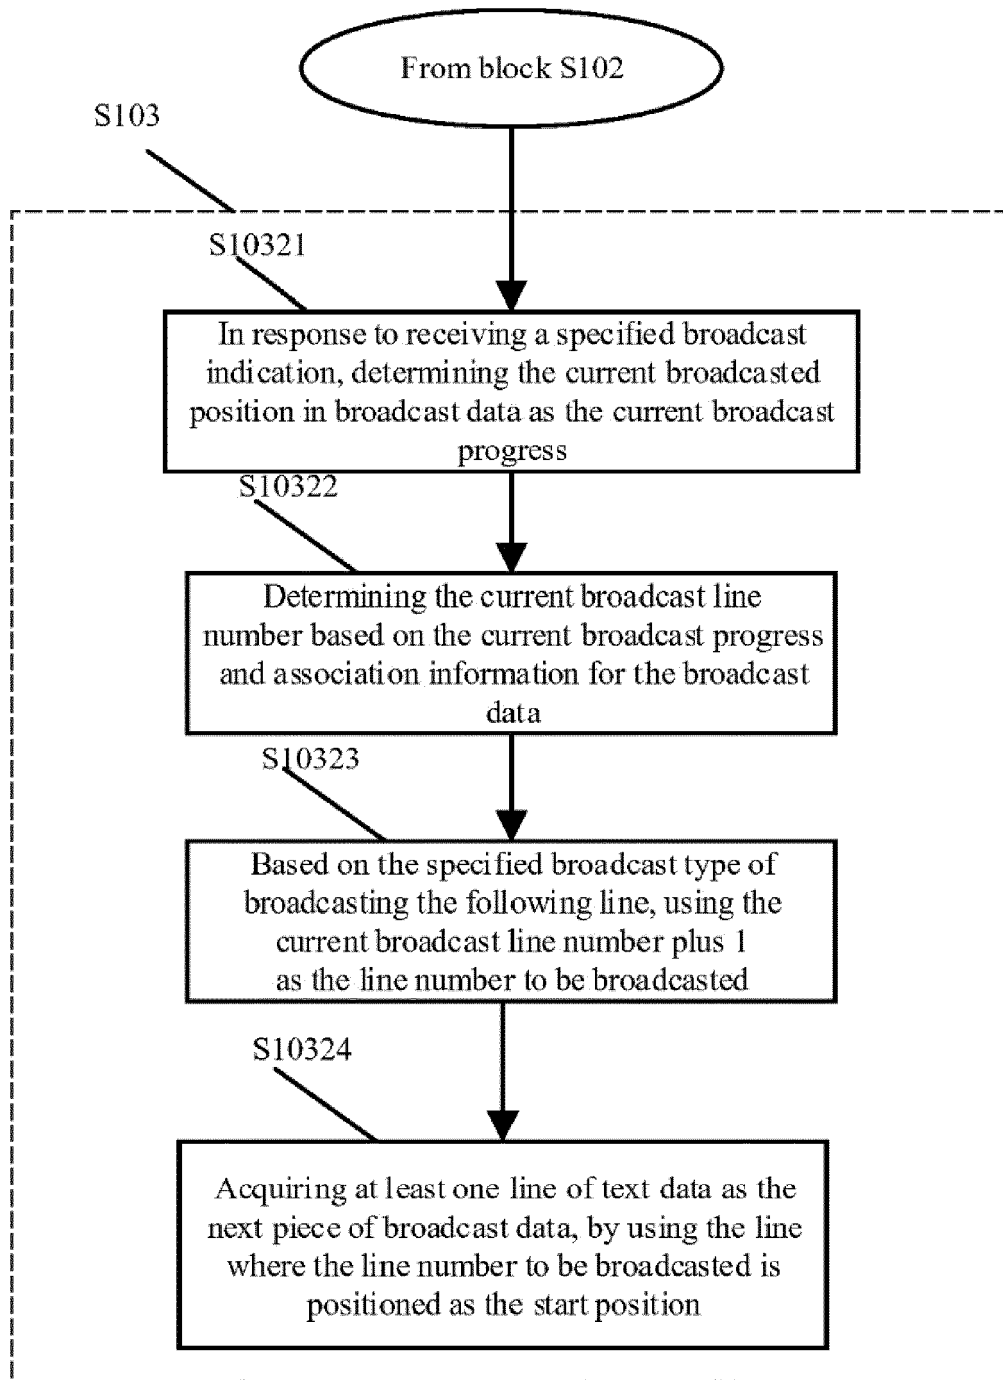 From block S102
S103
S10321
In response to receiving a specified broadcast
indication, determining the current broadcasted
position in broadcast data as the current broadcast
progress
S10322
Determining the current broadcast line
number based on the current broadcast progress
and association information for the broadcast
data
S10323
Based on the specified broadcast type of
broadcasting the following line, using the
current broadcast line number plus 1
as the line number to be broadcasted
S10324
Acquiring at least one line of text data as the
next piece of broadcast data, by using the line
where the line number to be broadcasted is
positioned as the start position